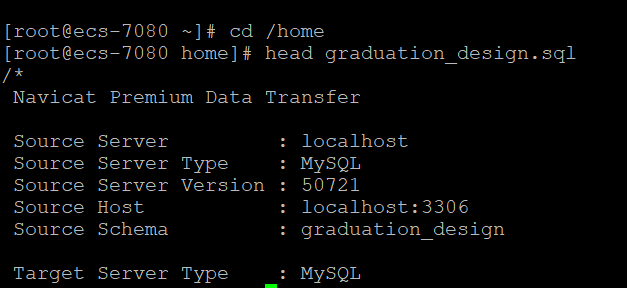 [root@ecs-7080 ~]# cd /home
[root@ecs-7080 home]# head graduation_design.sql
/*
 Navicat Premium Data Transfer
 Source Server         : localhost
 Source Server Type    : MySQL
 Source Server Version : 50721
 Source Host           : localhost:3306
 Source Schema         : graduation_design
 Target Server Type    : MySQL